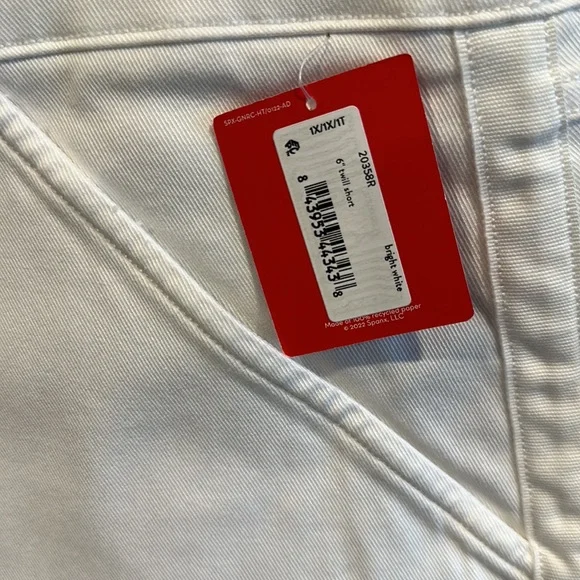 SPX-GNRC-HT/0122-AD
1X/1X/1T
20358R
6" twill short
8 43953 44343 8
bright white
Made of 100% recycled paper
© 2022 Spanx, LLC